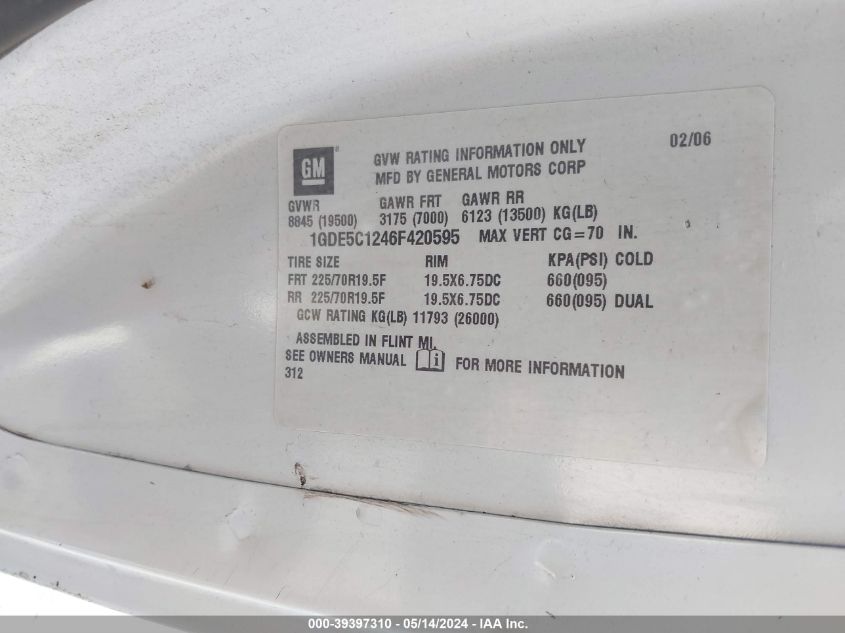 GM ® GVW RATING INFORMATION ONLY 02/06
MFD BY GENERAL MOTORS CORP
GVWR GAWR FRT GAWR RR
8845 (19500) 3175 (7000) 6123 (13500) KG(LB)
1GDE5C1246F420595 MAX VERT CG=70 IN.
TIRE SIZE RIM KPA(PSI) COLD
FRT 225/70R19.5F 19.5X6.75DC 660(095)
RR 225/70R19.5F 19.5X6.75DC 660(095) DUAL
GCW RATING KG(LB) 11793 (26000)
ASSEMBLED IN FLINT MI.
SEE OWNERS MANUAL i FOR MORE INFORMATION
312
000-39397310 - 05/14/2024 - IAA Inc.